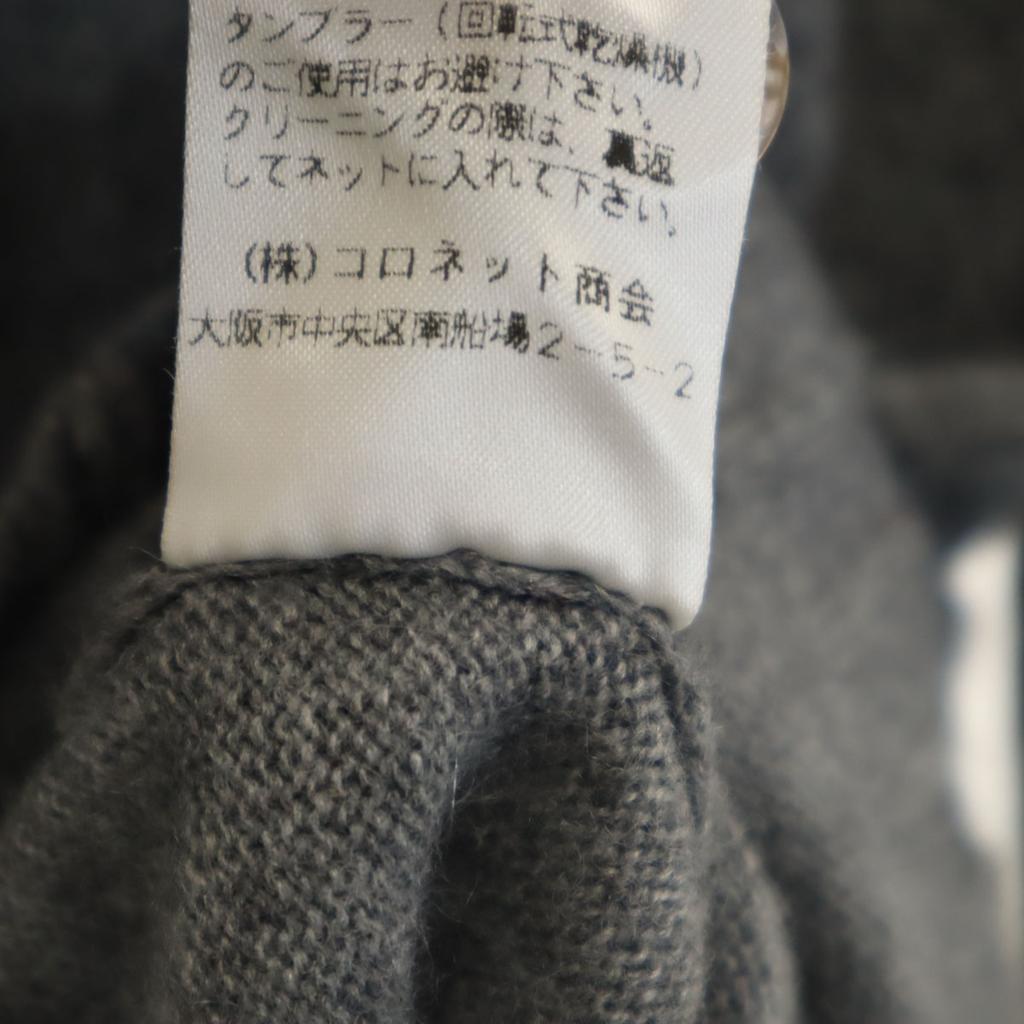 タンブラー（回転式乾燥機）
のご使用はお避け下さい。
クリーニングの際は、裏返
してネットに入れて下さい。
(株)コロネット商会
大阪市中央区南船場2-5-2